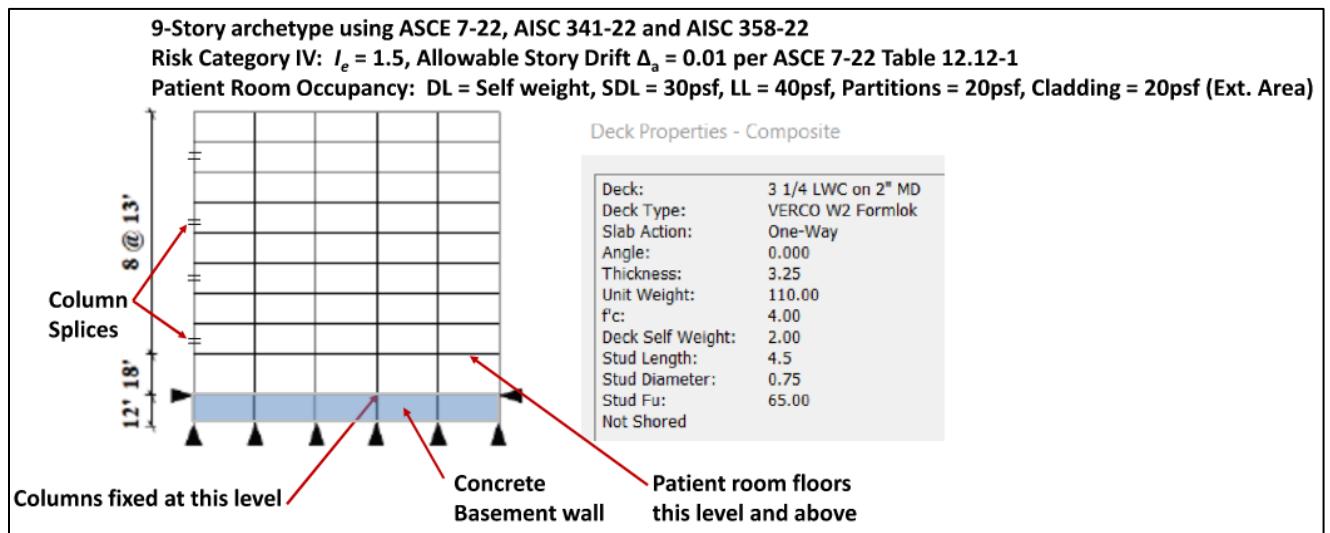 9-Story archetype using ASCE 7-22, AISC 341-22 and AISC 358-22
Risk Category IV: Ie = 1.5, Allowable Story Drift Δa = 0.01 per ASCE 7-22 Table 12.12-1
Patient Room Occupancy: DL = Self weight, SDL = 30psf, LL = 40psf, Partitions = 20psf, Cladding = 20psf (Ext. Area)
8 @ 13'
18'
12'
Column
Splices
Columns fixed at this level
Concrete
Basement wall
Patient room floors
this level and above
Deck Properties - Composite
Deck: 3 1/4 LWC on 2" MD
Deck Type: VERCO W2 Formlok
Slab Action: One-Way
Angle: 0.000
Thickness: 3.25
Unit Weight: 110.00
f'c: 4.00
Deck Self Weight: 2.00
Stud Length: 4.5
Stud Diameter: 0.75
Stud Fu: 65.00
Not Shored